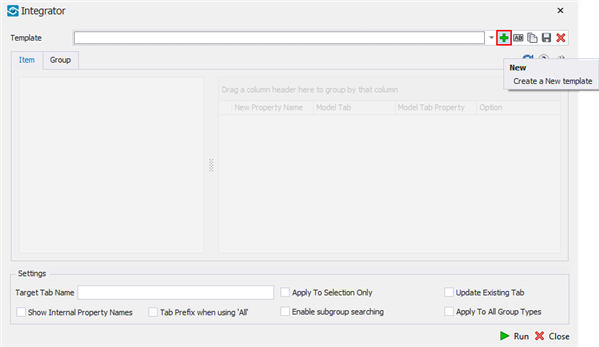 Integrator
Template
AB
Item Group
New
Create a New template
Drag a column header here to group by that column
New Property Name Model Tab Model Tab Property Option
Settings
Target Tab Name Apply To Selection Only Update Existing Tab
Show Internal Property Names Tab Prefix when using 'All' Enable subgroup searching Apply To All Group Types
Run Close